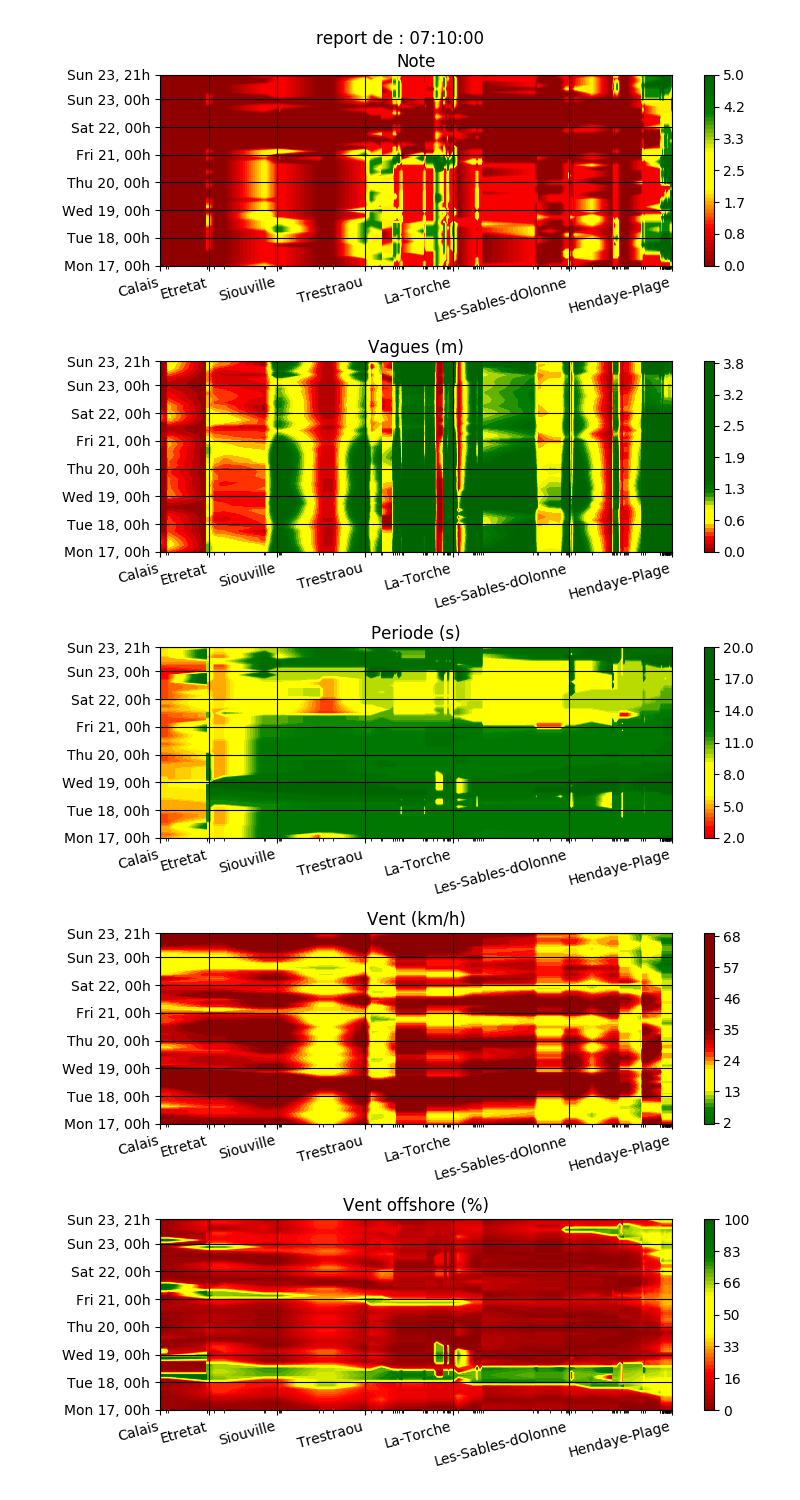 report de : 07:10:00
Note
Sun 23, 21h
Sun 23, 00h
Sat 22, 00h
Fri 21, 00h
Thu 20, 00h
Wed 19, 00h
Tue 18, 00h
Mon 17, 00h
Calais
Etretat
Siouville
Trestraou
La-Torche
Les-Sables-dOlonne
Hendaye-Plage
5.0
4.2
3.3
2.5
1.7
0.8
0.0
Vagues (m)
Sun 23, 21h
Sun 23, 00h
Sat 22, 00h
Fri 21, 00h
Thu 20, 00h
Wed 19, 00h
Tue 18, 00h
Mon 17, 00h
Calais
Etretat
Siouville
Trestraou
La-Torche
Les-Sables-dOlonne
Hendaye-Plage
3.8
3.2
2.5
1.9
1.3
0.6
0.0
Periode (s)
Sun 23, 21h
Sun 23, 00h
Sat 22, 00h
Fri 21, 00h
Thu 20, 00h
Wed 19, 00h
Tue 18, 00h
Mon 17, 00h
Calais
Etretat
Siouville
Trestraou
La-Torche
Les-Sables-dOlonne
Hendaye-Plage
20.0
17.0
14.0
11.0
8.0
5.0
2.0
Vent (km/h)
Sun 23, 21h
Sun 23, 00h
Sat 22, 00h
Fri 21, 00h
Thu 20, 00h
Wed 19, 00h
Tue 18, 00h
Mon 17, 00h
Calais
Etretat
Siouville
Trestraou
La-Torche
Les-Sables-dOlonne
Hendaye-Plage
68
57
46
35
24
13
2
Vent offshore (%)
Sun 23, 21h
Sun 23, 00h
Sat 22, 00h
Fri 21, 00h
Thu 20, 00h
Wed 19, 00h
Tue 18, 00h
Mon 17, 00h
Calais
Etretat
Siouville
Trestraou
La-Torche
Les-Sables-dOlonne
Hendaye-Plage
100
83
66
50
33
16
0